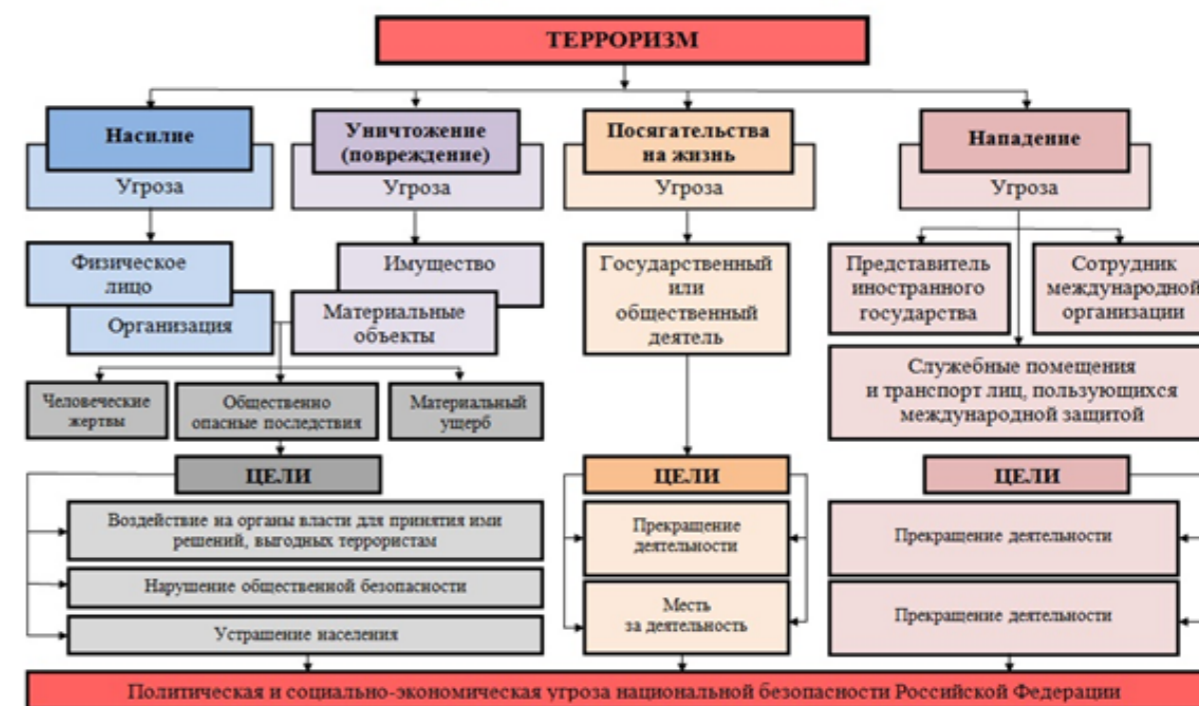 ТЕРРОРИЗМ
Насилие
Угроза
Уничтожение
(повреждение)
Угроза
Посягательства
на жизнь
Угроза
Нападение
Угроза
Физическое
лицо
Организация
Имущество
Материальные
объекты
Государственный
или
общественный
деятель
Представитель
иностранного
государства
Сотрудник
международной
организации
Служебные помещения
и транспорт лиц, пользующихся
международной защитой
Человеческие
жертвы
Общественно
опасные последствия
Материальный
ущерб
ЦЕЛИ
Воздействие на органы власти для принятия ими
решений, выгодных террористам
Нарушение общественной безопасности
Устрашение населения
ЦЕЛИ
Прекращение
деятельности
Месть
за деятельность
ЦЕЛИ
Прекращение деятельности
Прекращение деятельности
Политическая и социально-экономическая угроза национальной безопасности Российской Федерации